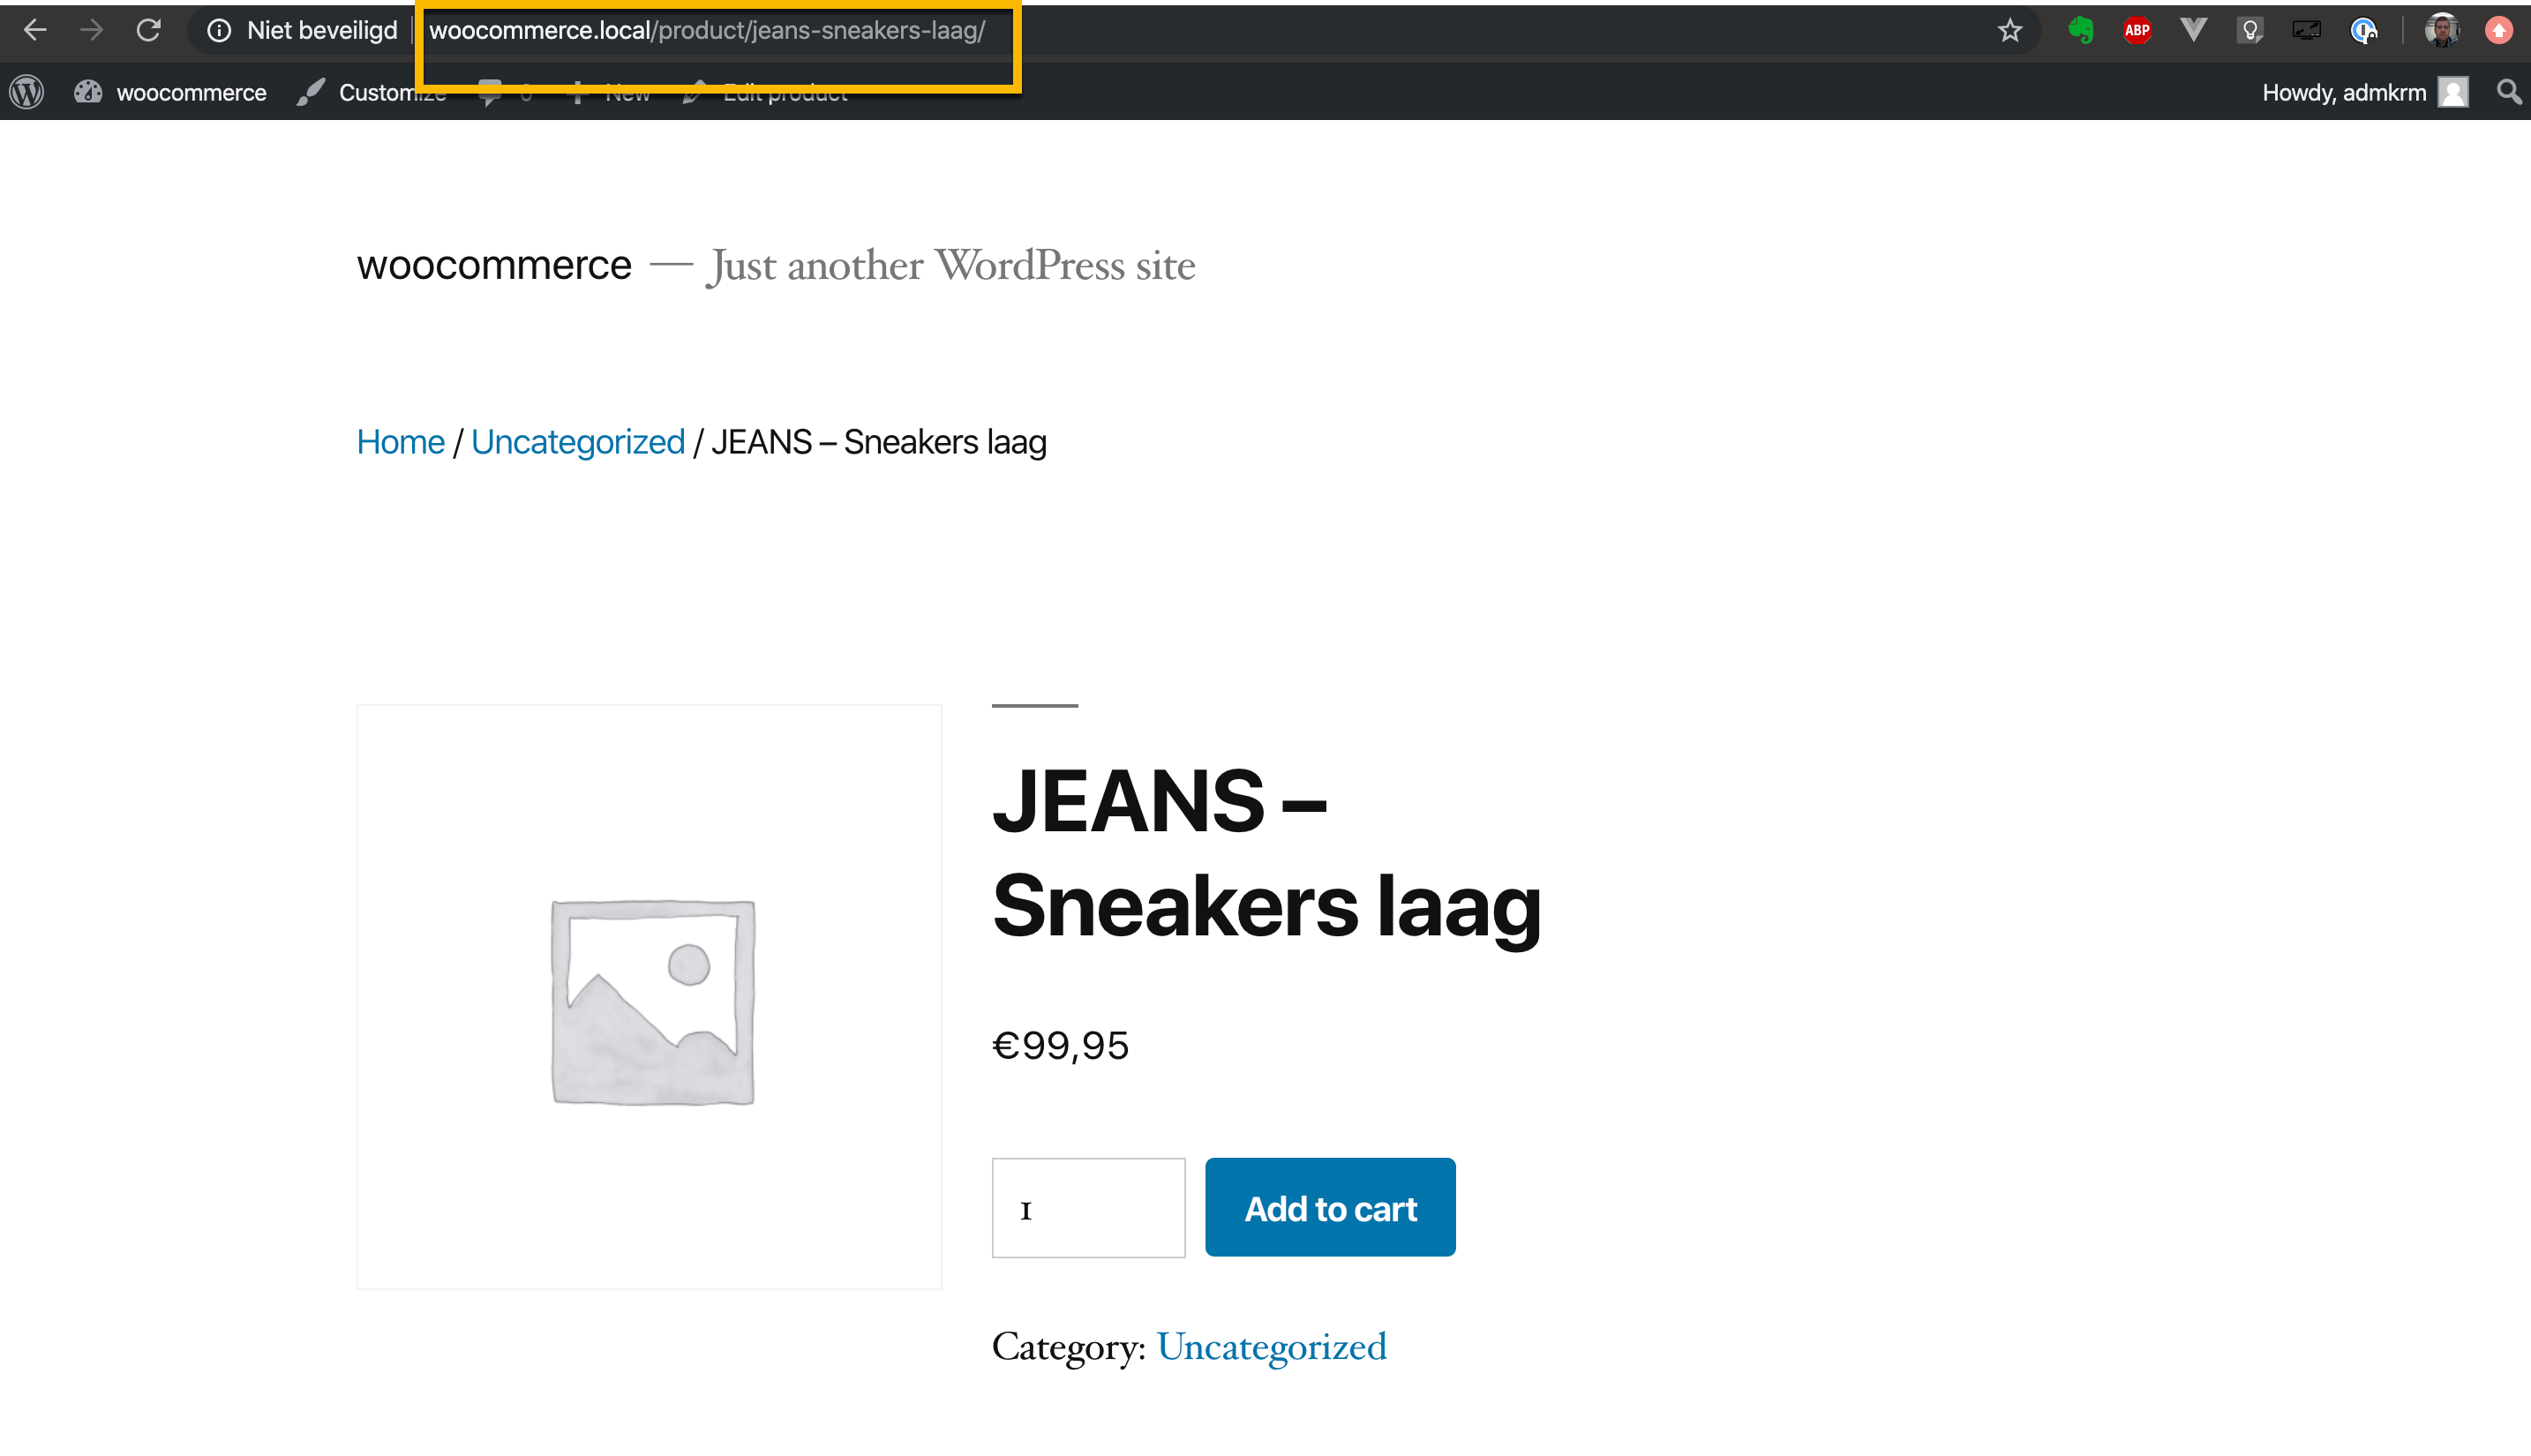 Niet beveiligd | woocommerce.local/product/jeans-sneakers-laag/
ABP
woocommerce Customize 0 New Edit product Howdy, admkrm
woocommerce — Just another WordPress site
Home / Uncategorized / JEANS – Sneakers laag
JEANS –
Sneakers laag
€99,95
1 Add to cart
Category: Uncategorized